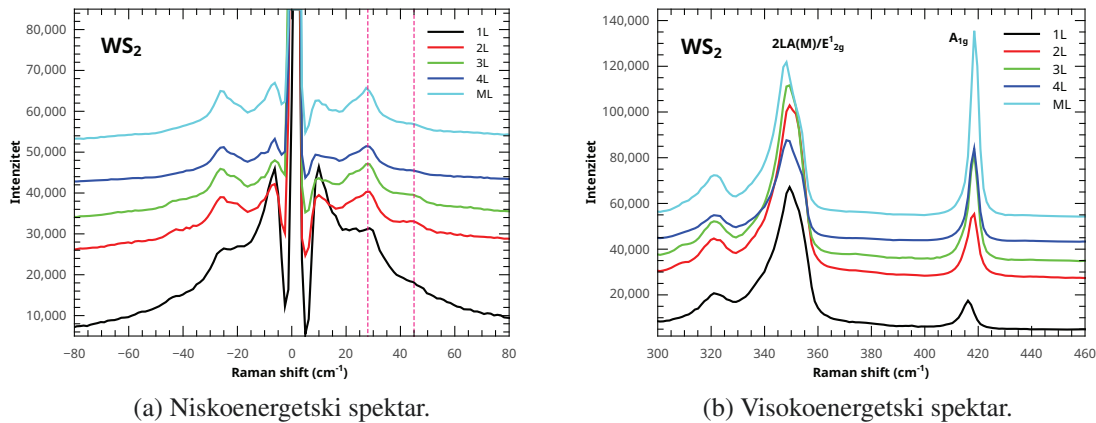 80,000
70,000
60,000
50,000
40,000
30,000
20,000
10,000
Intenzitet
WS2
1L
2L
3L
4L
ML
−80 −60 −40 −20 0 20 40 60 80
Raman shift (cm-1)
(a) Niskoenergetski spektar.
140,000
120,000
100,000
80,000
60,000
40,000
20,000
Intenzitet
WS2
2LA(M)/E12g
A1g
1L
2L
3L
4L
ML
300 320 340 360 380 400 420 440 460
Raman shift (cm-1)
(b) Visokoenergetski spektar.